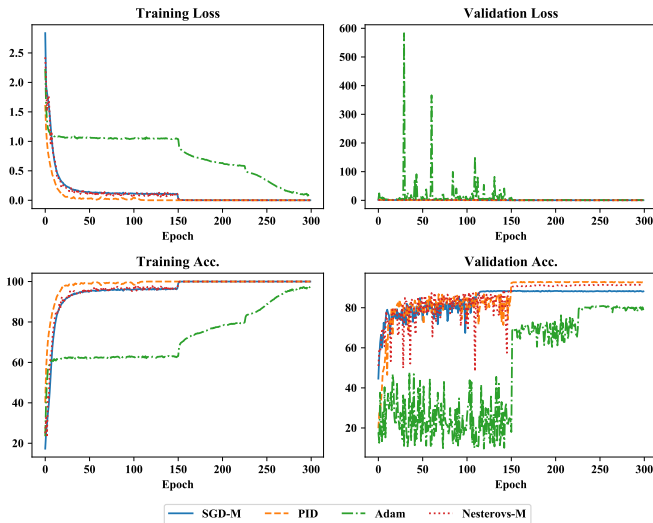 Training Loss
2.5
2.0
1.5
1.0
0.5
0.0
0 50 100 150 200 250 300
Epoch
Validation Loss
600
500
400
300
200
100
0
0 50 100 150 200 250 300
Epoch
Training Acc.
100
80
60
40
20
0 50 100 150 200 250 300
Epoch
Validation Acc.
80
60
40
20
0 50 100 150 200 250 300
Epoch
SGD-M PID Adam Nesterovs-M